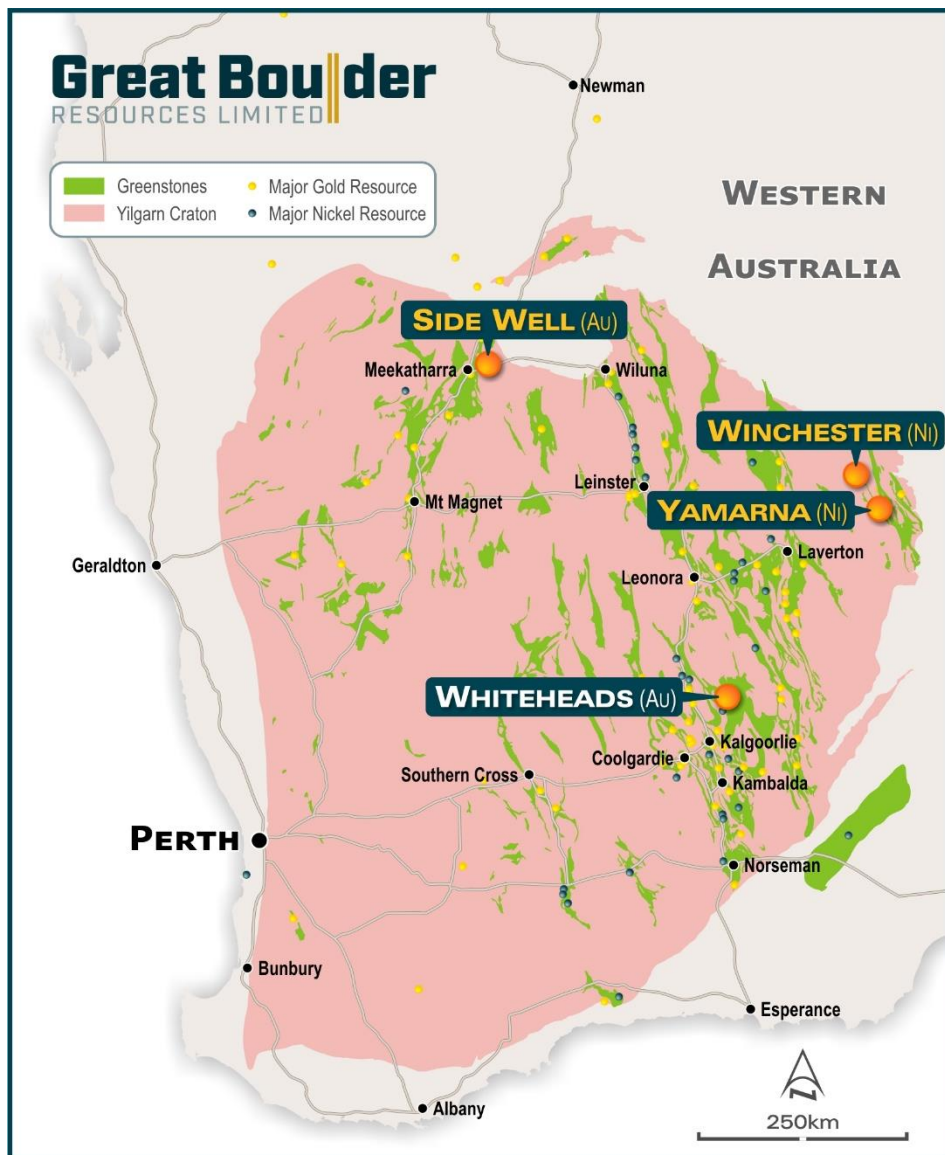 Great Boulder
RESOURCES LIMITED
Newman
Greenstones
Major Gold Resource
Yilgarn Craton
Major Nickel Resource
WESTERN
AUSTRALIA
SIDE WELL (AU)
Meekatharra
Wiluna
WINCHESTER (NI)
Leinster
Mt Magnet
YAMARNA (NI)
Laverton
Geraldton
Leonora
WHITEHEADS (AU)
Kalgoorlie
Coolgardie
Southern Cross
Kambalda
PERTH
Norseman
Bunbury
Esperance
Albany
N
250km